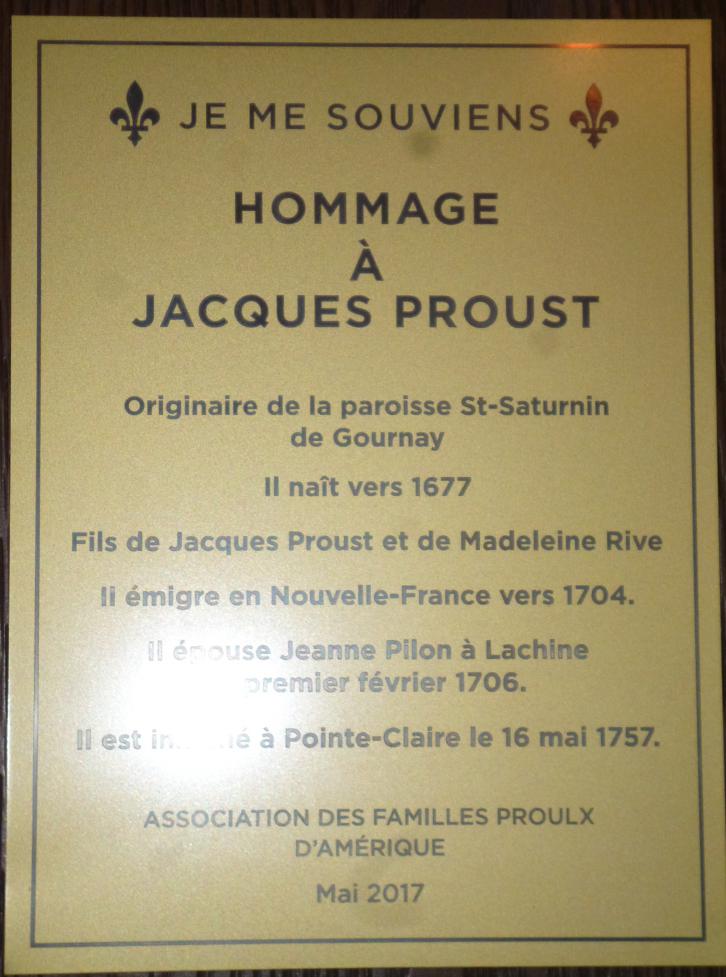 JE ME SOUVIENS
HOMMAGE
À
JACQUES PROUST
Originaire de la paroisse St-Saturnin
de Gournay
Il naît vers 1677
Fils de Jacques Proust et de Madeleine Rive
Il émigre en Nouvelle-France vers 1704.
Il épouse Jeanne Pilon à Lachine
premier février 1706.
Il est à Pointe-Claire le 16 mai 1757.
ASSOCIATION DES FAMILLES PROULX
D'AMÉRIQUE
Mai 2017